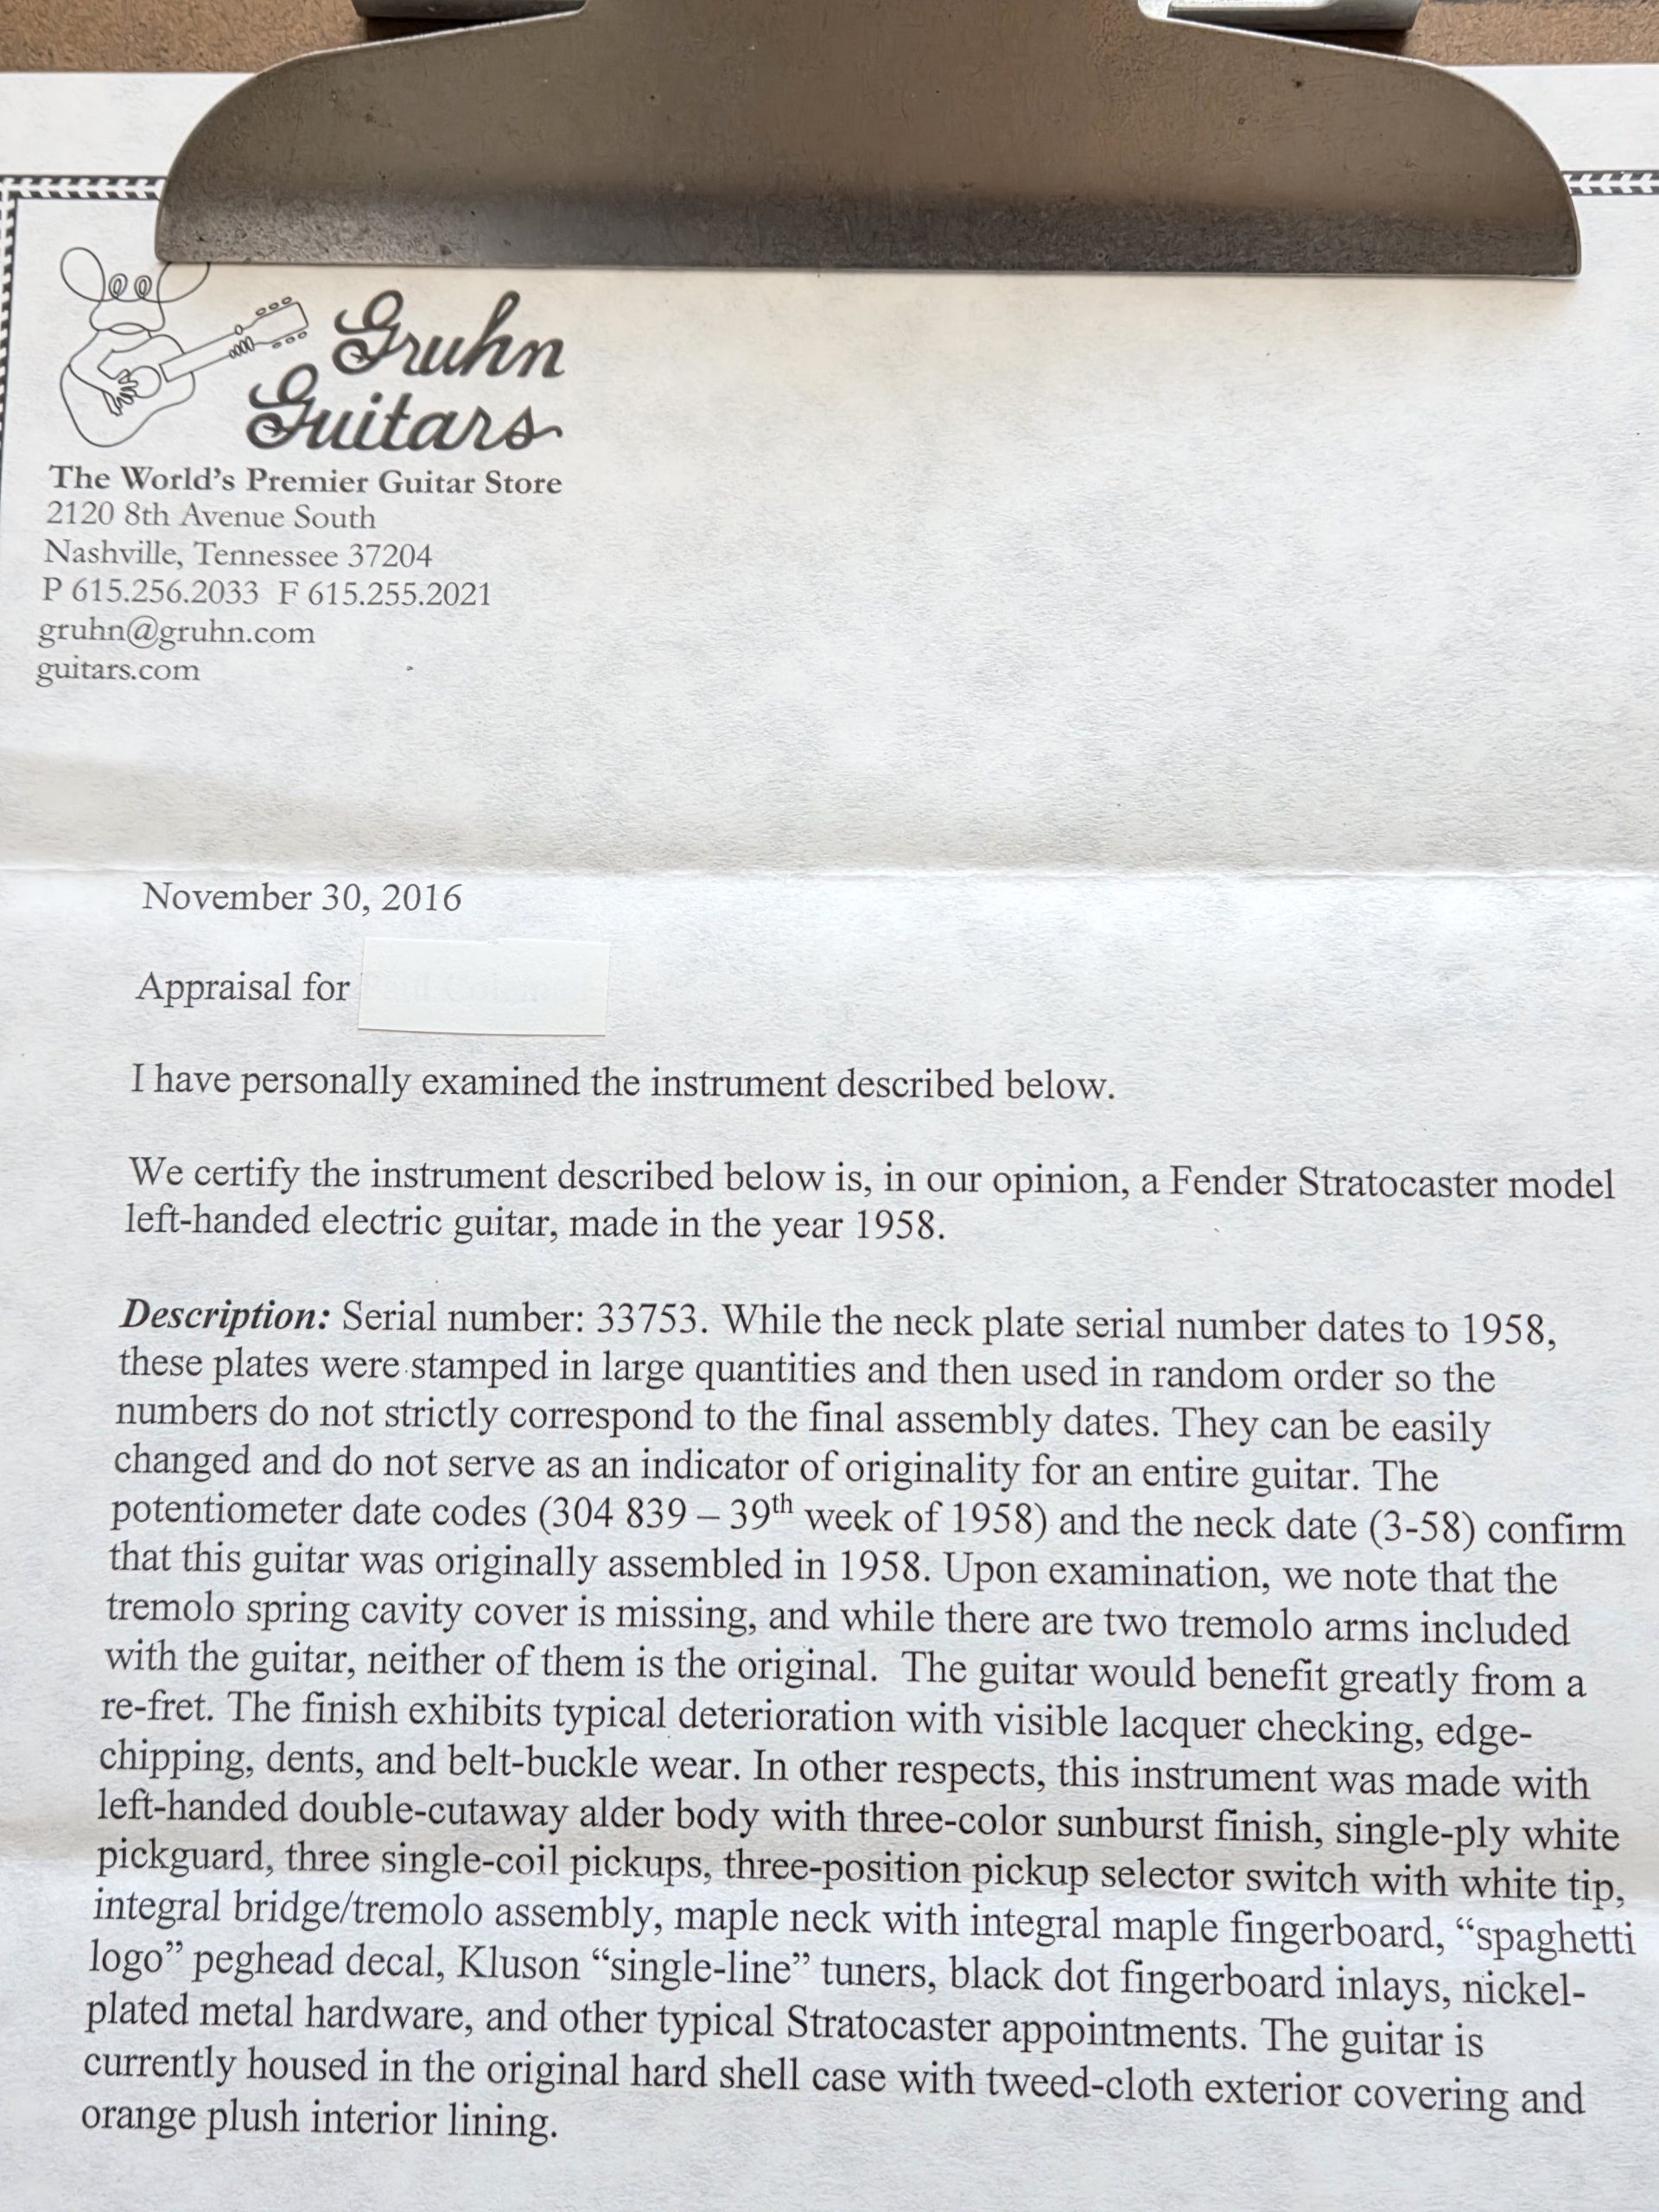 Gruhn
Guitars
The World's Premier Guitar Store
2120 8th Avenue South
Nashville, Tennessee 37204
P 615.256.2033 F 615.255.2021
gruhn@gruhn.com
guitars.com
November 30, 2016
Appraisal for
I have personally examined the instrument described below.
We certify the instrument described below is, in our opinion, a Fender Stratocaster model
left-handed electric guitar, made in the year 1958.
Description: Serial number: 33753. While the neck plate serial number dates to 1958,
these plates were stamped in large quantities and then used in random order so the
numbers do not strictly correspond to the final assembly dates. They can be easily
changed and do not serve as an indicator of originality for an entire guitar. The
potentiometer date codes (304 839 – 39th week of 1958) and the neck date (3-58) confirm
that this guitar was originally assembled in 1958. Upon examination, we note that the
tremolo spring cavity cover is missing, and while there are two tremolo arms included
with the guitar, neither of them is the original. The guitar would benefit greatly from a
re-fret. The finish exhibits typical deterioration with visible lacquer checking, edge-
chipping, dents, and belt-buckle wear. In other respects, this instrument was made with
left-handed double-cutaway alder body with three-color sunburst finish, single-ply white
pickguard, three single-coil pickups, three-position pickup selector switch with white tip,
integral bridge/tremolo assembly, maple neck with integral maple fingerboard, “spaghetti
logo” peghead decal, Kluson “single-line” tuners, black dot fingerboard inlays, nickel-
plated metal hardware, and other typical Stratocaster appointments. The guitar is
currently housed in the original hard shell case with tweed-cloth exterior covering and
orange plush interior lining.